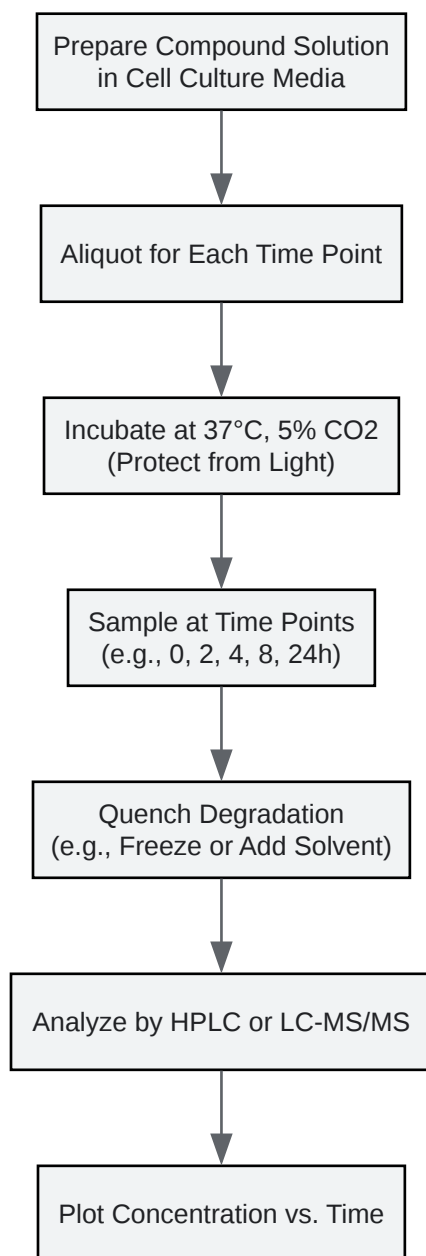 Prepare Compound Solution
in Cell Culture Media
Aliquot for Each Time Point
Incubate at 37°C, 5% CO2
(Protect from Light)
Sample at Time Points
(e.g., 0, 2, 4, 8, 24h)
Quench Degradation
(e.g., Freeze or Add Solvent)
Analyze by HPLC or LC-MS/MS
Plot Concentration vs. Time